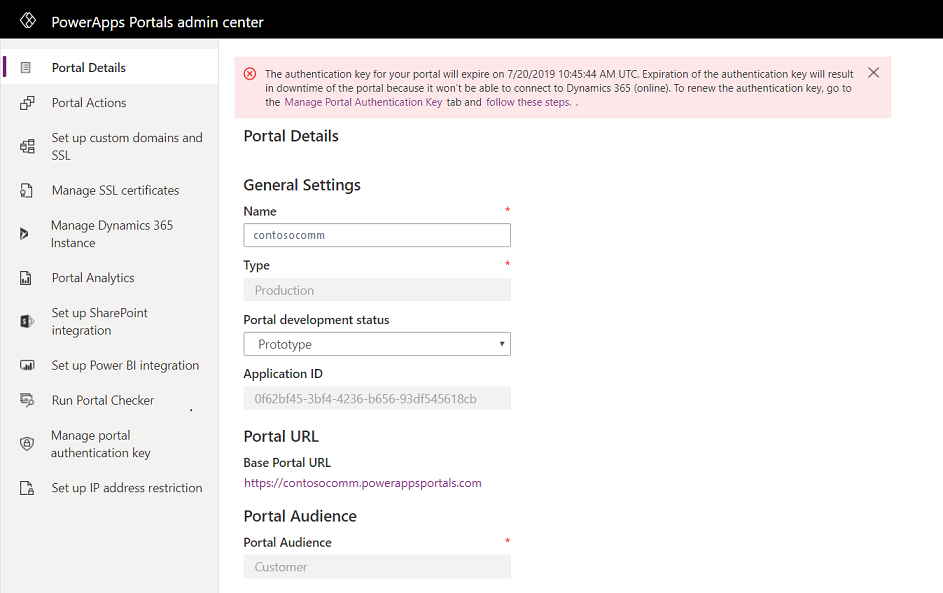 PowerApps Portals admin center
Portal Details
Portal Actions
Set up custom domains and
SSL
Manage SSL certificates
Manage Dynamics 365
Instance
Portal Analytics
Set up SharePoint
integration
Set up Power BI integration
Run Portal Checker
Manage portal
authentication key
Set up IP address restriction
The authentication key for your portal will expire on 7/20/2019 10:45:44 AM UTC. Expiration of the authentication key will result
in downtime of the portal because it won't be able to connect to Dynamics 365 (online). To renew the authentication key, go to
the Manage Portal Authentication Key tab and follow these steps. .
Portal Details
General Settings
Name *
contosocomm
Type *
Production
Portal development status
Prototype
Application ID
0f62bf45-3bf4-4236-b656-93df545618cb
Portal URL
Base Portal URL
https://contosocomm.powerappsportals.com
Portal Audience
Portal Audience *
Customer